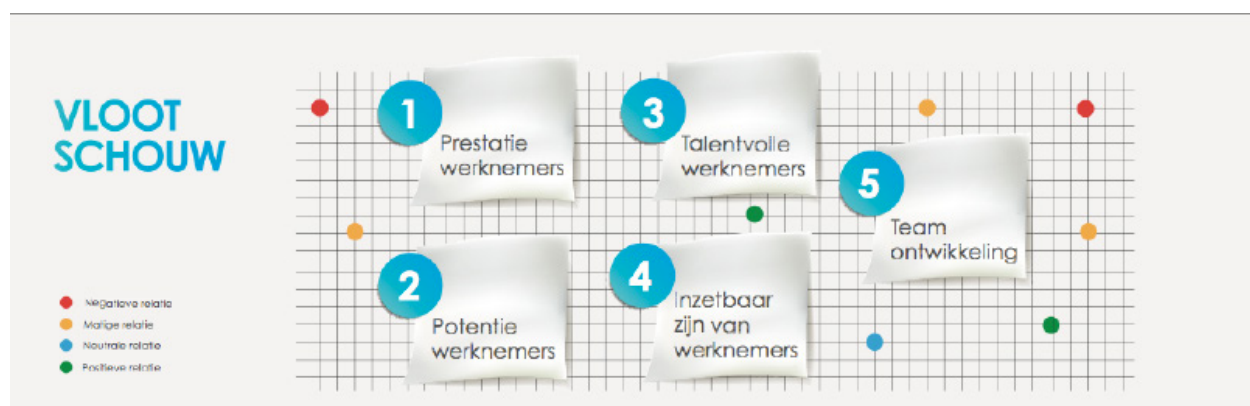 VLOOT
SCHOUW
1
Prestatie
werknemers
2
Potentie
werknemers
3
Talentvolle
werknemers
4
Inzetbaar
zijn van
werknemers
5
Team
ontwikkeling
Negatieve relatie
Matige relatie
Neutrale relatie
Positieve relatie